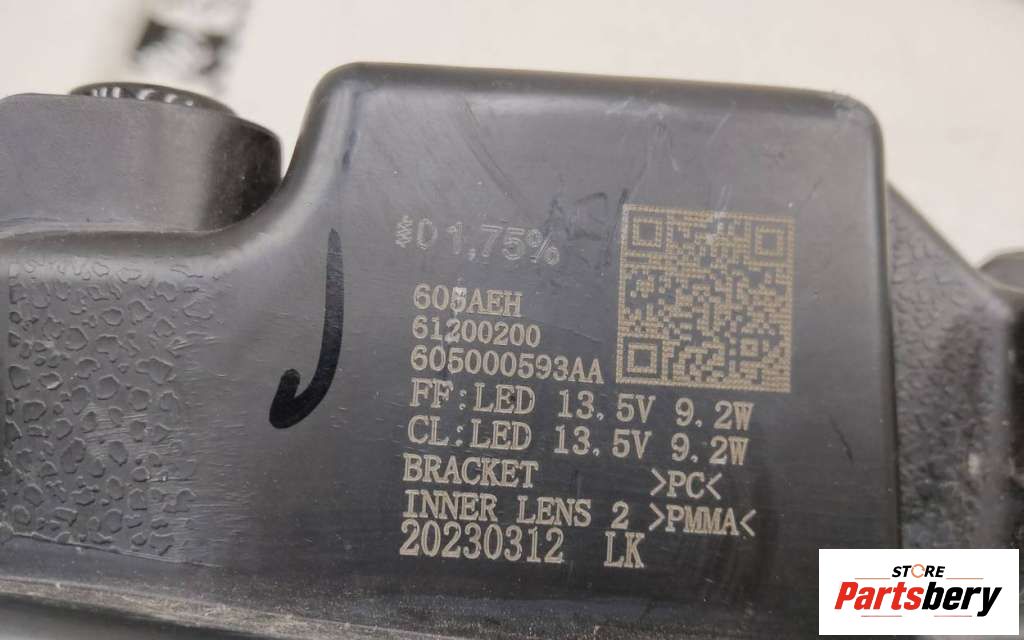 D 1,75%
605AEH
61200200
605000593AA
FF:LED 13.5V 9.2W
CL:LED 13.5V 9.2W
BRACKET >PC<
INNER LENS 2 >PMMA<
20230312 LK
STORE
Partsbery